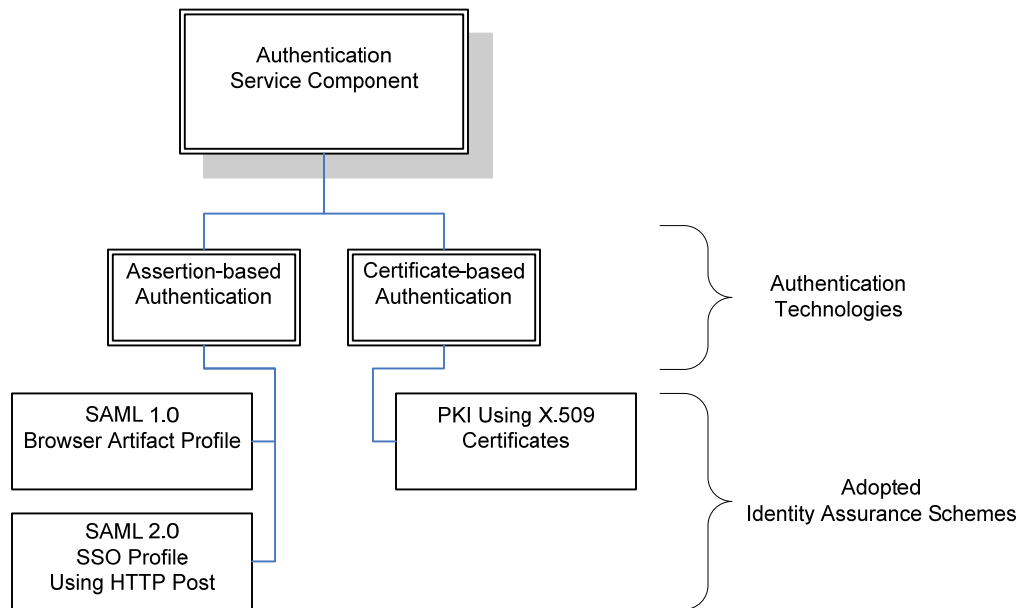 Authentication
Service Component
Assertion-based
Authentication
Certificate-based
Authentication
Authentication
Technologies
SAML 1.0
Browser Artifact Profile
PKI Using X.509
Certificates
SAML 2.0
SSO Profile
Using HTTP Post
Adopted
Identity Assurance Schemes